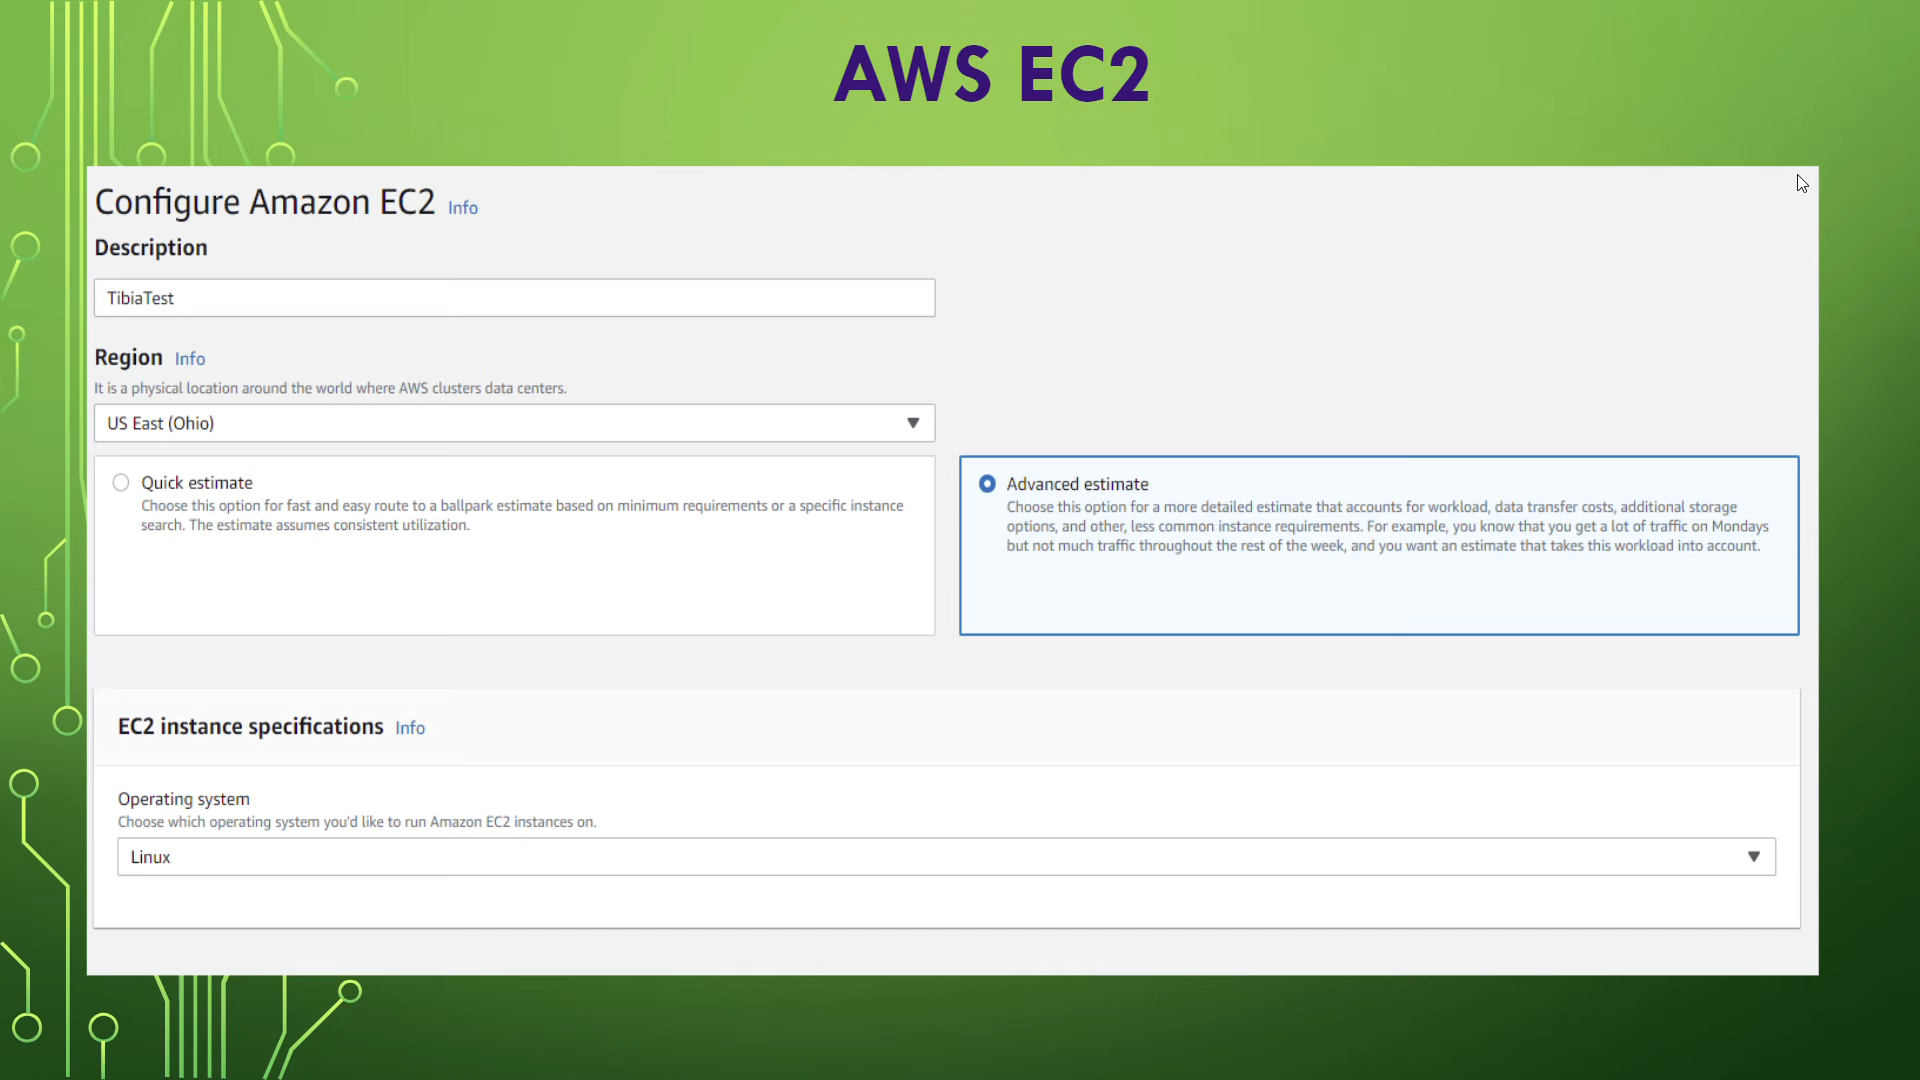 AWS EC2
Configure Amazon EC2 Info
Description
TibiaTest
Region Info
It is a physical location around the world where AWS clusters data centers.
US East (Ohio)
Quick estimate
Choose this option for fast and easy route to a ballpark estimate based on minimum requirements or a specific instance
search. The estimate assumes consistent utilization.
Advanced estimate
Choose this option for a more detailed estimate that accounts for workload, data transfer costs, additional storage
options, and other, less common instance requirements. For example, you know that you get a lot of traffic on Mondays
but not much traffic throughout the rest of the week, and you want an estimate that takes this workload into account.
EC2 instance specifications Info
Operating system
Choose which operating system you'd like to run Amazon EC2 instances on.
Linux